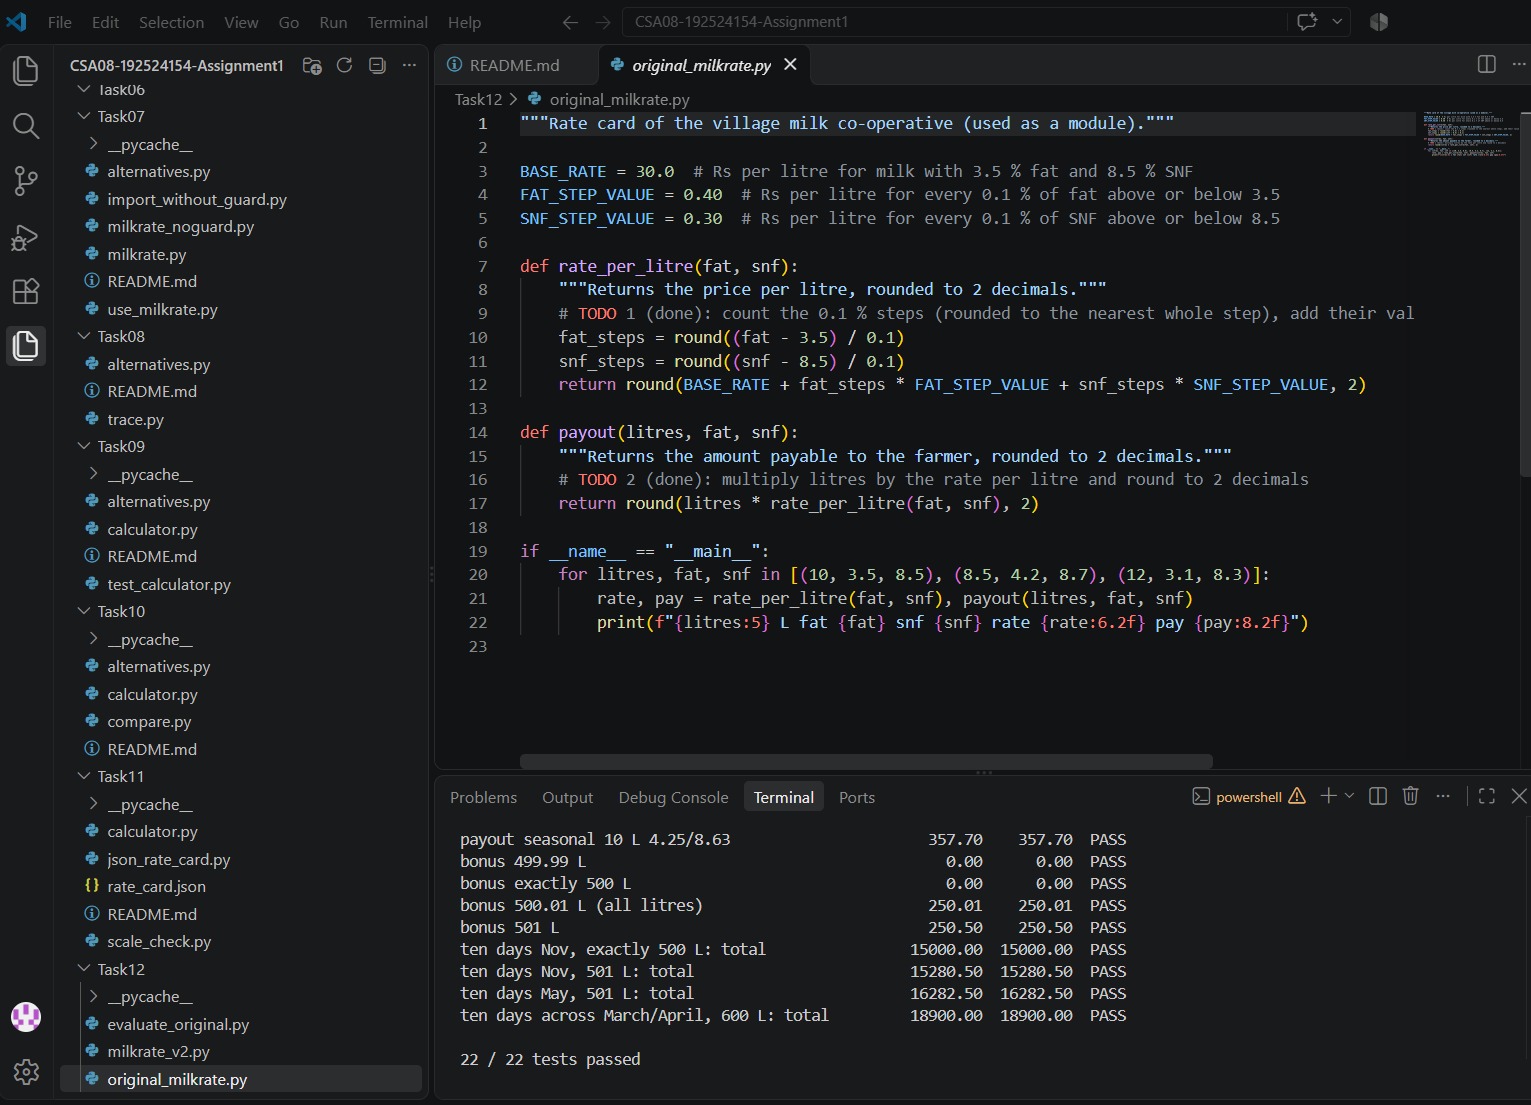 File Edit Selection View Go Run Terminal Help
CSA08-192524154-Assignment1
CSA08-192524154-Assignment1
Task06
Task07
__pycache__
alternatives.py
import_without_guard.py
milkrate_noguard.py
milkrate.py
README.md
use_milkrate.py
Task08
alternatives.py
README.md
trace.py
Task09
__pycache__
alternatives.py
calculator.py
README.md
test_calculator.py
Task10
__pycache__
alternatives.py
calculator.py
compare.py
README.md
Task11
__pycache__
calculator.py
json_rate_card.py
{} rate_card.json
README.md
scale_check.py
Task12
__pycache__
evaluate_original.py
milkrate_v2.py
original_milkrate.py
README.md
original_milkrate.py
Task12 > original_milkrate.py
1 """Rate card of the village milk co-operative (used as a module)."""
2
3 BASE_RATE = 30.0  # Rs per litre for milk with 3.5 % fat and 8.5 % SNF
4 FAT_STEP_VALUE = 0.40  # Rs per litre for every 0.1 % of fat above or below 3.5
5 SNF_STEP_VALUE = 0.30  # Rs per litre for every 0.1 % of SNF above or below 8.5
6
7 def rate_per_litre(fat, snf):
8     """Returns the price per litre, rounded to 2 decimals."""
9     # TODO 1 (done): count the 0.1 % steps (rounded to the nearest whole step), add their val
10     fat_steps = round((fat - 3.5) / 0.1)
11     snf_steps = round((snf - 8.5) / 0.1)
12     return round(BASE_RATE + fat_steps * FAT_STEP_VALUE + snf_steps * SNF_STEP_VALUE, 2)
13
14 def payout(litres, fat, snf):
15     """Returns the amount payable to the farmer, rounded to 2 decimals."""
16     # TODO 2 (done): multiply litres by the rate per litre and round to 2 decimals
17     return round(litres * rate_per_litre(fat, snf), 2)
18
19 if __name__ == "__main__":
20     for litres, fat, snf in [(10, 3.5, 8.5), (8.5, 4.2, 8.7), (12, 3.1, 8.3)]:
21         rate, pay = rate_per_litre(fat, snf), payout(litres, fat, snf)
22         print(f"{litres:5} L fat {fat} snf {snf} rate {rate:6.2f} pay {pay:8.2f}")
23
Problems Output Debug Console Terminal Ports
powershell
payout seasonal 10 L 4.25/8.63 357.70 357.70 PASS
bonus 499.99 L 0.00 0.00 PASS
bonus exactly 500 L 0.00 0.00 PASS
bonus 500.01 L (all litres) 250.01 250.01 PASS
bonus 501 L 250.50 250.50 PASS
ten days Nov, exactly 500 L: total 15000.00 15000.00 PASS
ten days Nov, 501 L: total 15280.50 15280.50 PASS
ten days May, 501 L: total 16282.50 16282.50 PASS
ten days across March/April, 600 L: total 18900.00 18900.00 PASS
22 / 22 tests passed